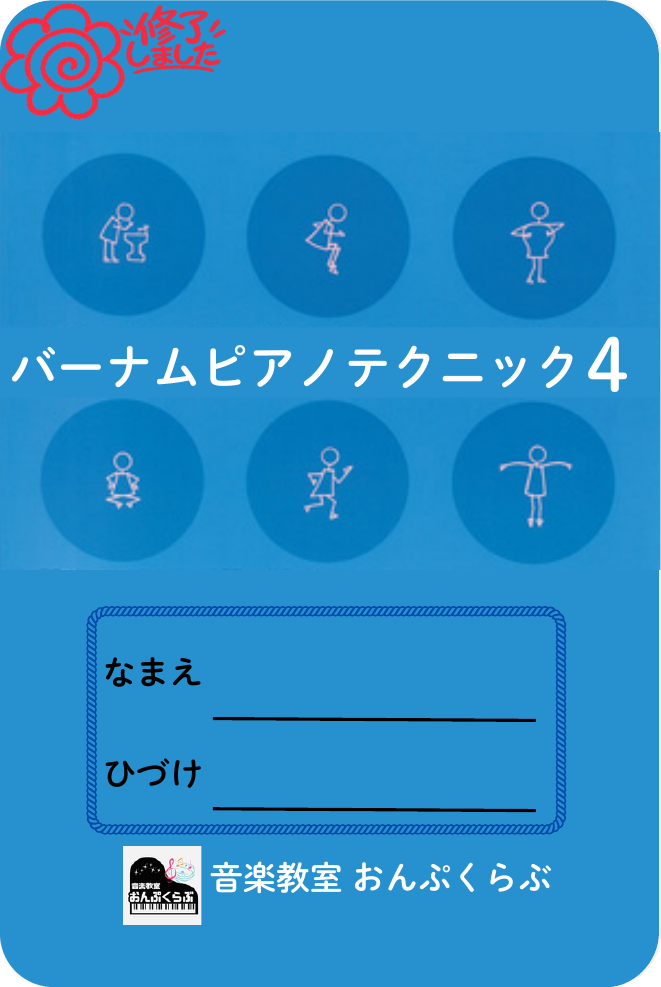 修了
しました
バーナムピアノテクニック4
なまえ
ひづけ
音楽教室
おんぷくらぶ
音楽教室 おんぷくらぶ